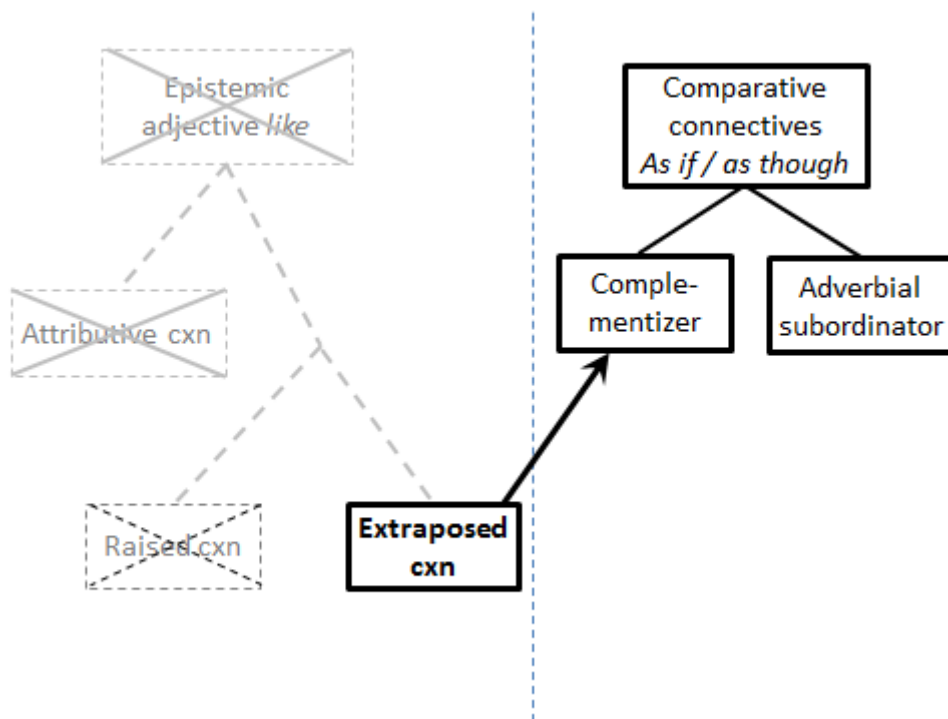 Epistemic
adjective like
Attributive cxn
Raised cxn
Extraposed
cxn
Comparative
connectives
As if / as though
Comple-
mentizer
Adverbial
subordinator